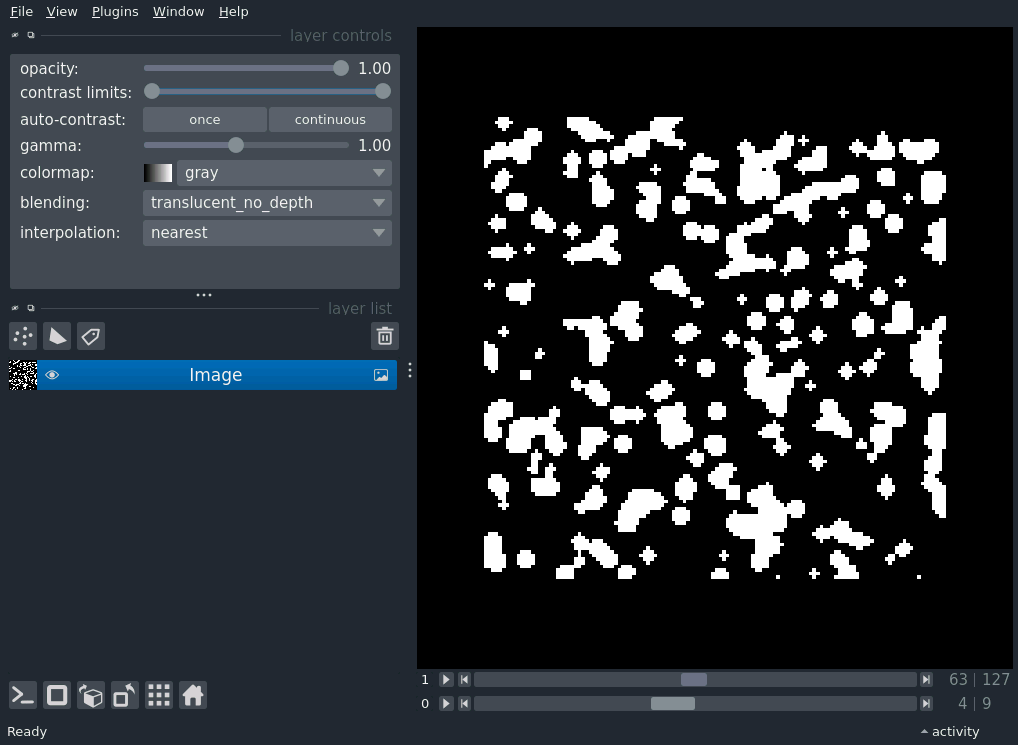 File View Plugins Window Help
layer controls
opacity: 1.00
contrast limits:
auto-contrast: once continuous
gamma: 1.00
colormap: gray
blending: translucent_no_depth
interpolation: nearest
layer list
Image
1 63 | 127
0 4 | 9
Ready activity